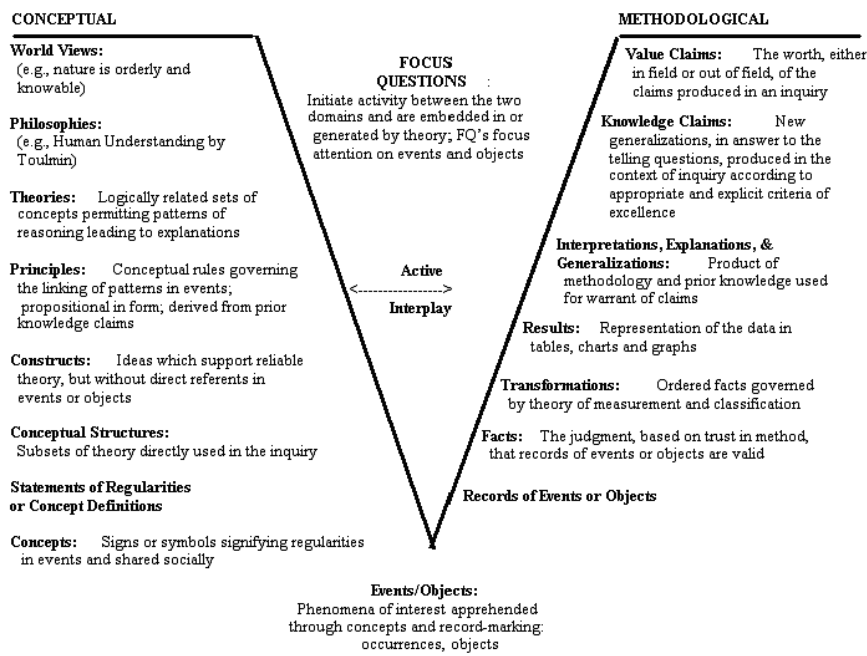 CONCEPTUAL
World Views:
(e.g., nature is orderly and
knowable)
Philosophies:
(e.g., Human Understanding by
Toulmin)
Theories: Logically related sets of
concepts permitting patterns of
reasoning leading to explanations
Principles: Conceptual rules governing
the linking of patterns in events;
propositional in form; derived from prior
knowledge claims
Constructs: Ideas which support reliable
theory, but without direct referents in
events or objects
Conceptual Structures:
Subsets of theory directly used in the inquiry
Statements of Regularities
or Concept Definitions
Concepts: Signs or symbols signifying regularities
in events and shared socially
FOCUS
QUESTIONS :
Initiate activity between the two
domains and are embedded in or
generated by theory; FQ's focus
attention on events and objects
Active
<--------------->
Interplay
METHODOLOGICAL
Value Claims: The worth, either
in field or out of field, of the
claims produced in an inquiry
Knowledge Claims: New
generalizations, in answer to the
telling questions, produced in the
context of inquiry according to
appropriate and explicit criteria of
excellence
Interpretations, Explanations, &
Generalizations: Product of
methodology and prior knowledge used
for warrant of claims
Results: Representation of the data in
tables, charts and graphs
Transformations: Ordered facts governed
by theory of measurement and classification
Facts: The judgment, based on trust in method,
that records of events or objects are valid
Records of Events or Objects
Events/Objects:
Phenomena of interest apprehended
through concepts and record-marking:
occurrences, objects